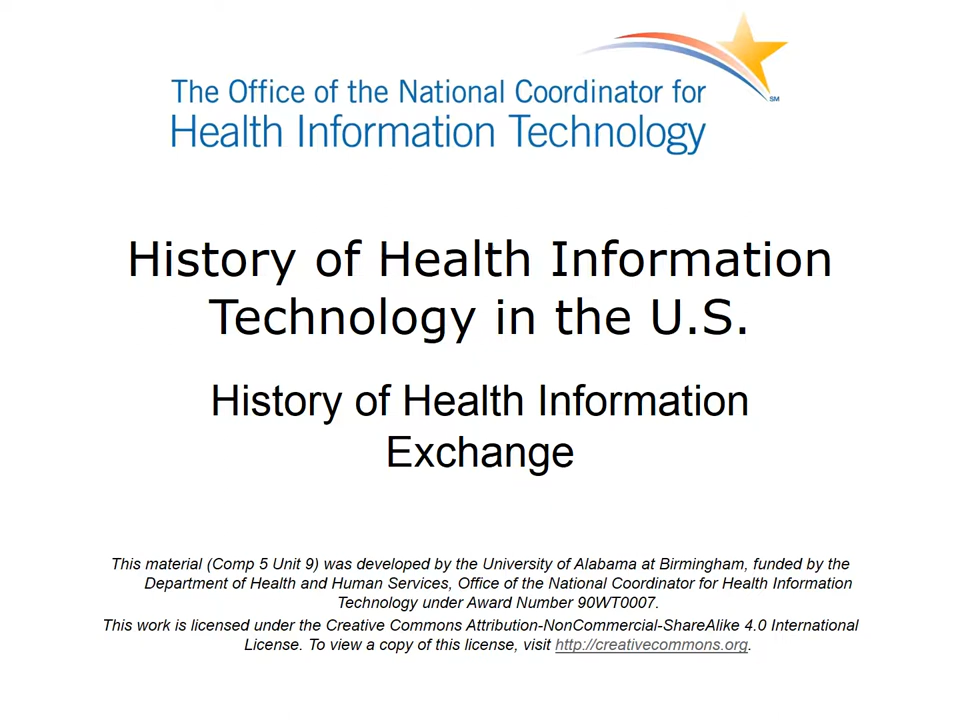 The Office of the National Coordinator for
Health Information Technology
SM
History of Health Information
Technology in the U.S.
History of Health Information
Exchange
This material (Comp 5 Unit 9) was developed by the University of Alabama at Birmingham, funded by the
Department of Health and Human Services, Office of the National Coordinator for Health Information
Technology under Award Number 90WT0007.
This work is licensed under the Creative Commons Attribution-NonCommercial-ShareAlike 4.0 International
License. To view a copy of this license, visit http://creativecommons.org.